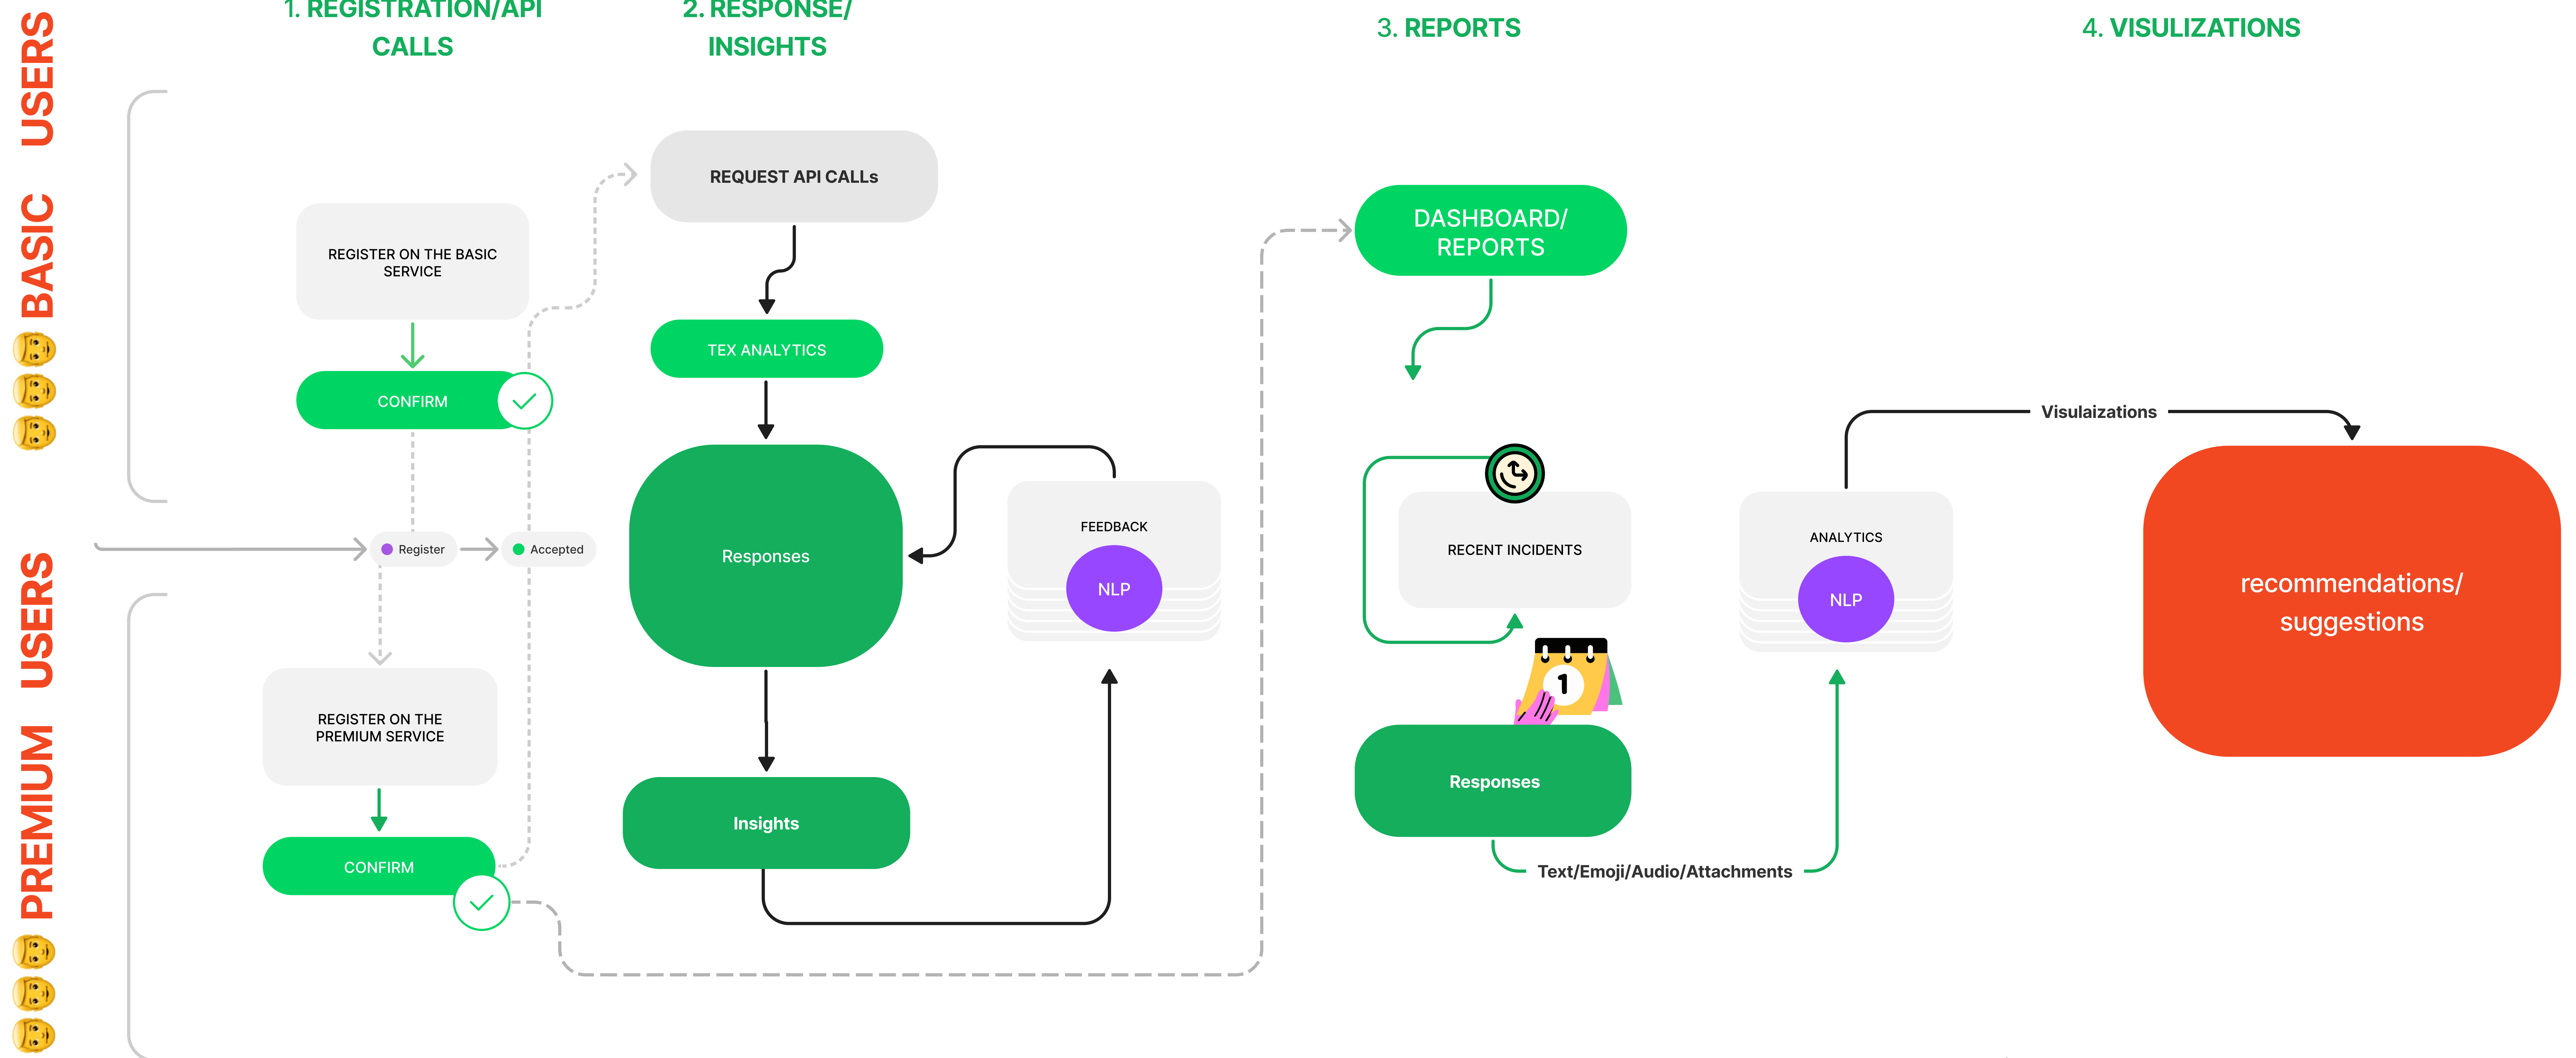 1. REGISTRATION/API
CALLS
2. RESPONSE/
INSIGHTS
3. REPORTS
4. VISULIZATIONS
BASIC USERS
REGISTER ON THE BASIC
SERVICE
CONFIRM
Register
Accepted
PREMIUM USERS
REGISTER ON THE
PREMIUM SERVICE
CONFIRM
REQUEST API CALLs
TEX ANALYTICS
Responses
Insights
FEEDBACK
NLP
DASHBOARD/
REPORTS
RECENT INCIDENTS
1
Responses
Text/Emoji/Audio/Attachments
ANALYTICS
NLP
Visulaizations
recommendations/
suggestions